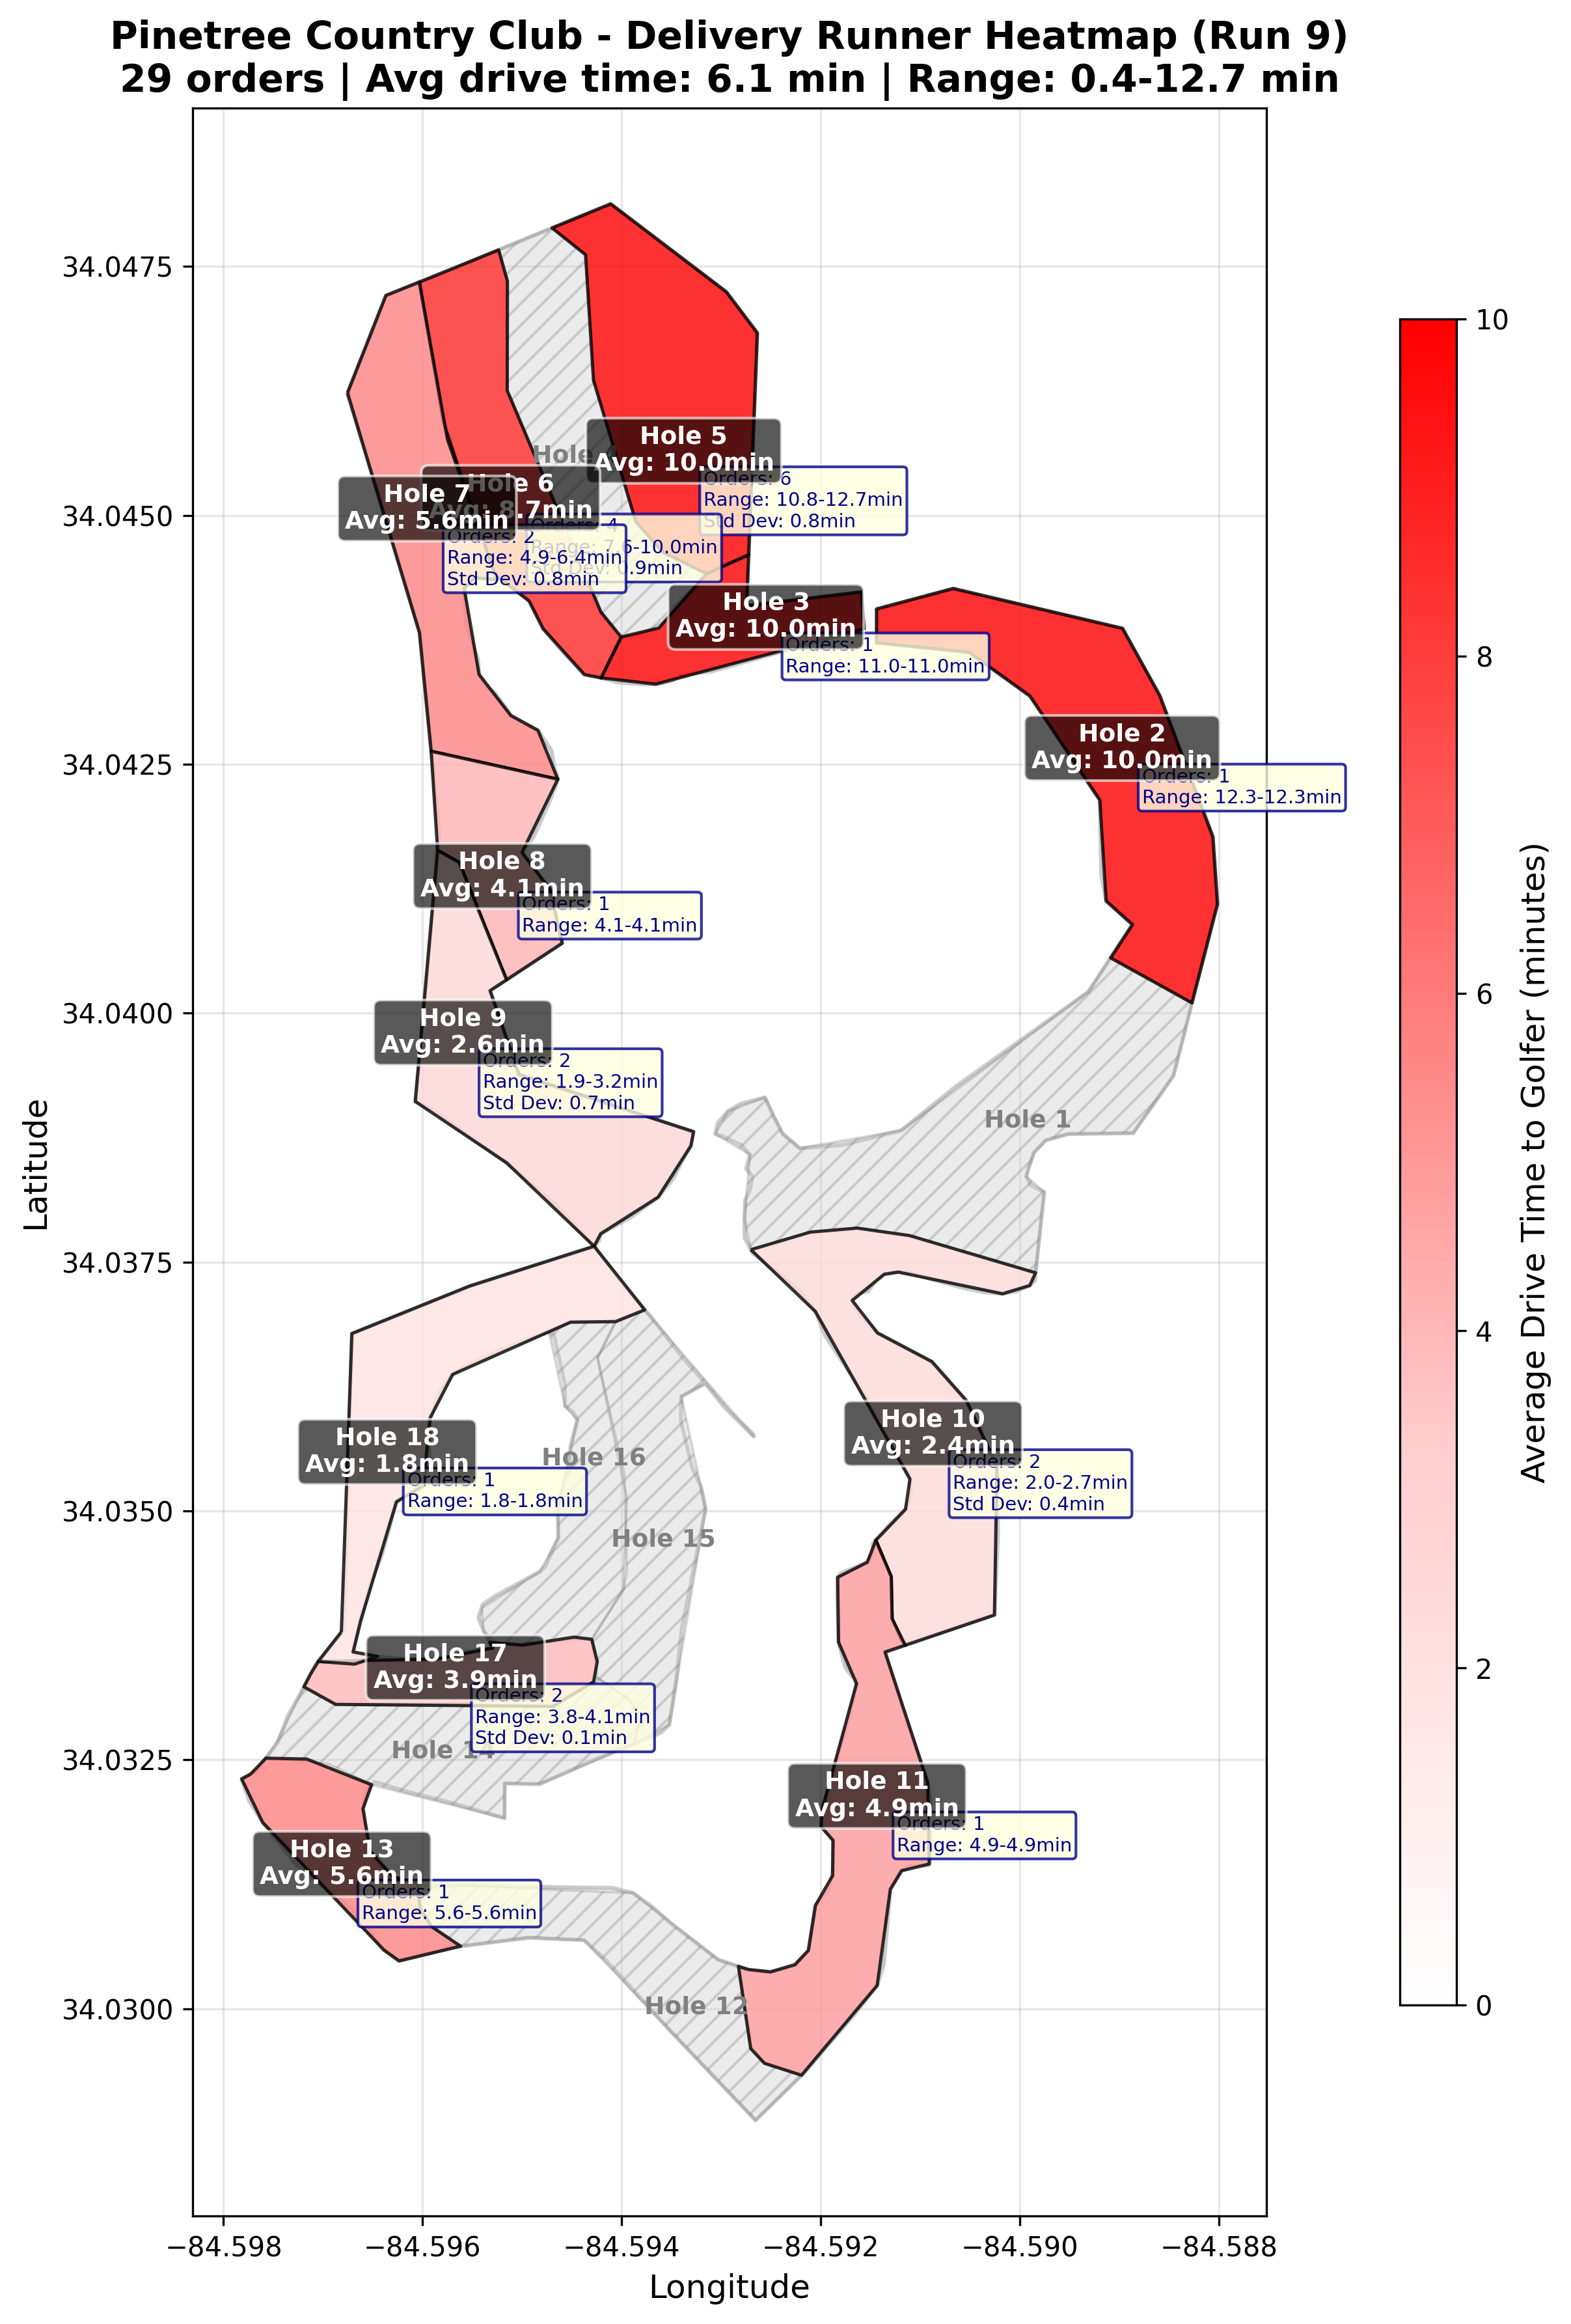 Pinetree Country Club - Delivery Runner Heatmap (Run 9)
29 orders | Avg drive time: 6.1 min | Range: 0.4-12.7 min
34.0475
34.0450
34.0425
34.0400
34.0375
34.0350
34.0325
34.0300
Latitude
−84.598
−84.596
−84.594
−84.592
−84.590
−84.588
Longitude
10
8
6
4
2
0
Average Drive Time to Golfer (minutes)
Hole
Hole 5
Avg: 10.0min
Orders: 6
Range: 10.8-12.7min
Std Dev: 0.8min
Hole 6
Avg: 8.7min
Orders: 4
Range: 7.6-10.0min
Std Dev: 0.9min
Hole 7
Avg: 5.6min
Orders: 2
Range: 4.9-6.4min
Std Dev: 0.8min
Hole 3
Avg: 10.0min
Orders: 1
Range: 11.0-11.0min
Hole 2
Avg: 10.0min
Orders: 1
Range: 12.3-12.3min
Hole 8
Avg: 4.1min
Orders: 1
Range: 4.1-4.1min
Hole 9
Avg: 2.6min
Orders: 2
Range: 1.9-3.2min
Std Dev: 0.7min
Hole 1
Hole 10
Avg: 2.4min
Orders: 2
Range: 2.0-2.7min
Std Dev: 0.4min
Hole 18
Avg: 1.8min
Orders: 1
Range: 1.8-1.8min
Hole 16
Hole 15
Hole 17
Avg: 3.9min
Orders: 2
Range: 3.8-4.1min
Std Dev: 0.1min
Hole 14
Hole 11
Avg: 4.9min
Orders: 1
Range: 4.9-4.9min
Hole 13
Avg: 5.6min
Orders: 1
Range: 5.6-5.6min
Hole 12